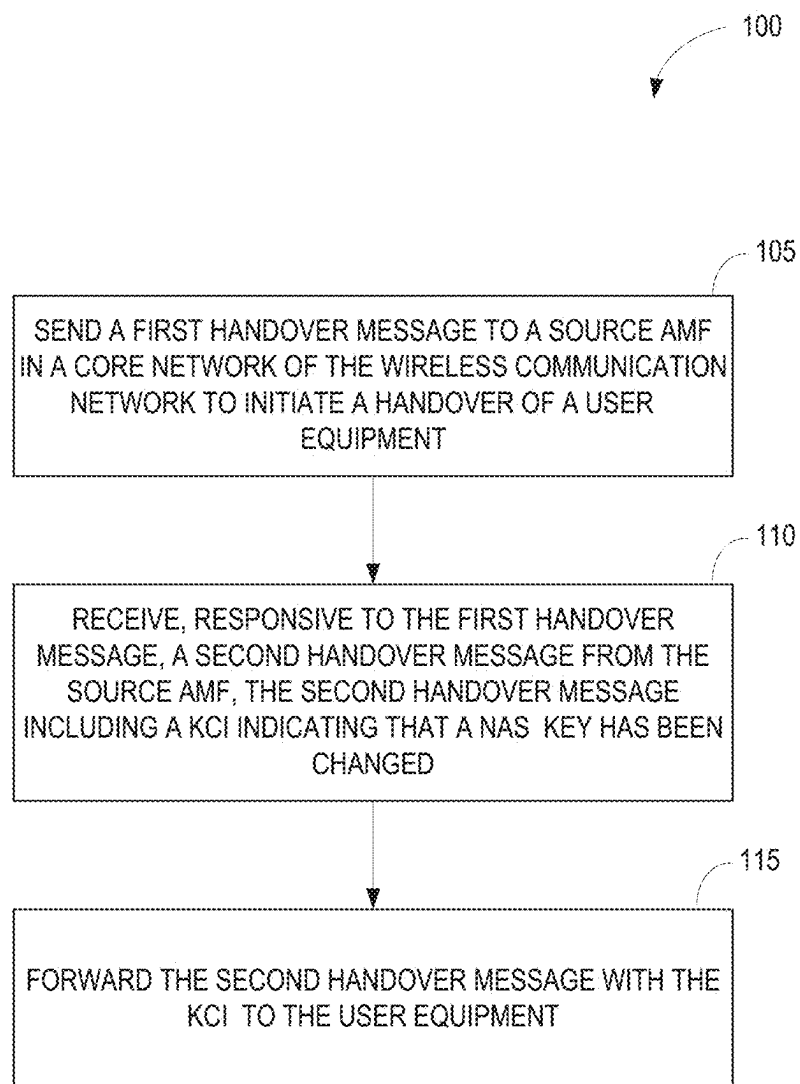 100
105
SEND A FIRST HANDOVER MESSAGE TO A SOURCE AMF
IN A CORE NETWORK OF THE WIRELESS COMMUNICATION
NETWORK TO INITIATE A HANDOVER OF A USER
EQUIPMENT
110
RECEIVE, RESPONSIVE TO THE FIRST HANDOVER
MESSAGE, A SECOND HANDOVER MESSAGE FROM THE
SOURCE AMF, THE SECOND HANDOVER MESSAGE
INCLUDING A KCI INDICATING THAT A NAS KEY HAS BEEN
CHANGED
115
FORWARD THE SECOND HANDOVER MESSAGE WITH THE
KCI TO THE USER EQUIPMENT